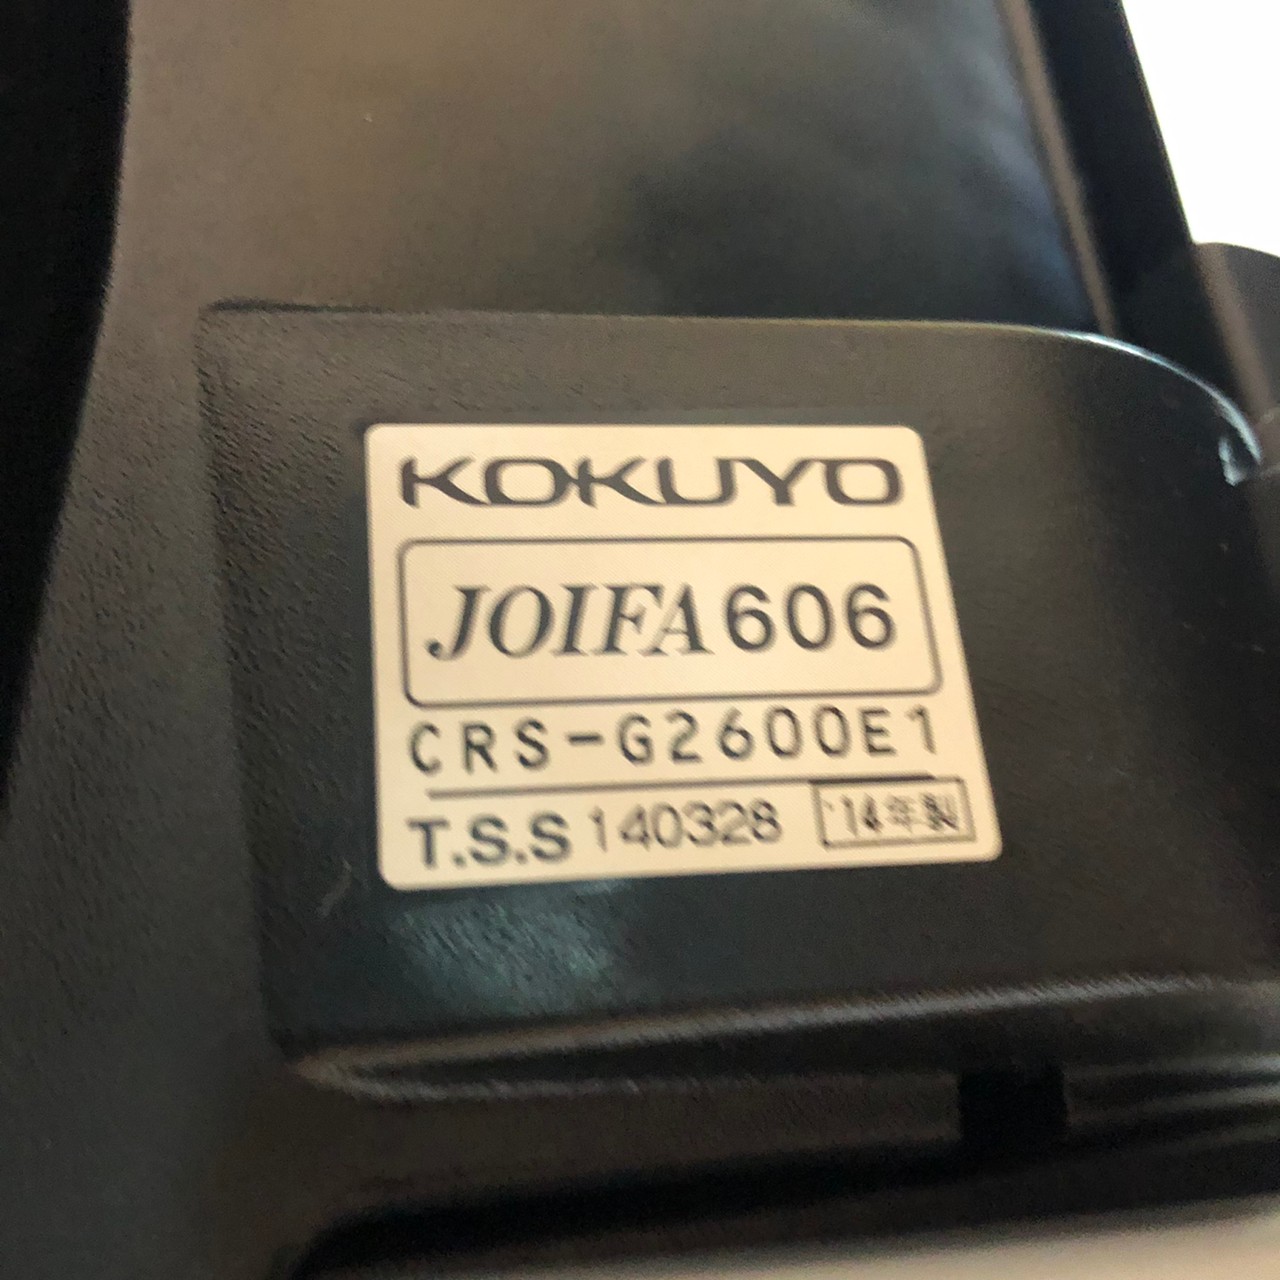 KOKUYO
JOIFA606
CRS-G2600E1
T.S.S 140328 '14年製